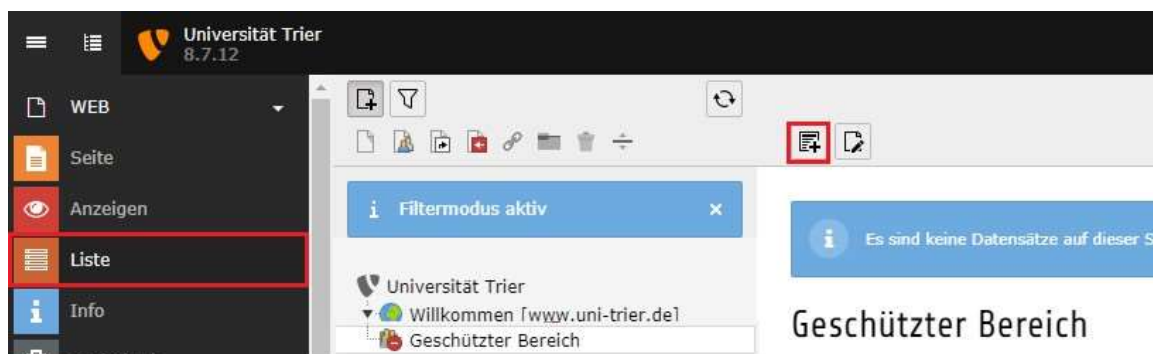 Universität Trier
8.7.12
WEB
Seite
Anzeigen
Liste
Info
Filtermodus aktiv
Universität Trier
Willkommen [www.uni-trier.de]
Geschützter Bereich
Es sind keine Datensätze auf dieser S
Geschützter Bereich